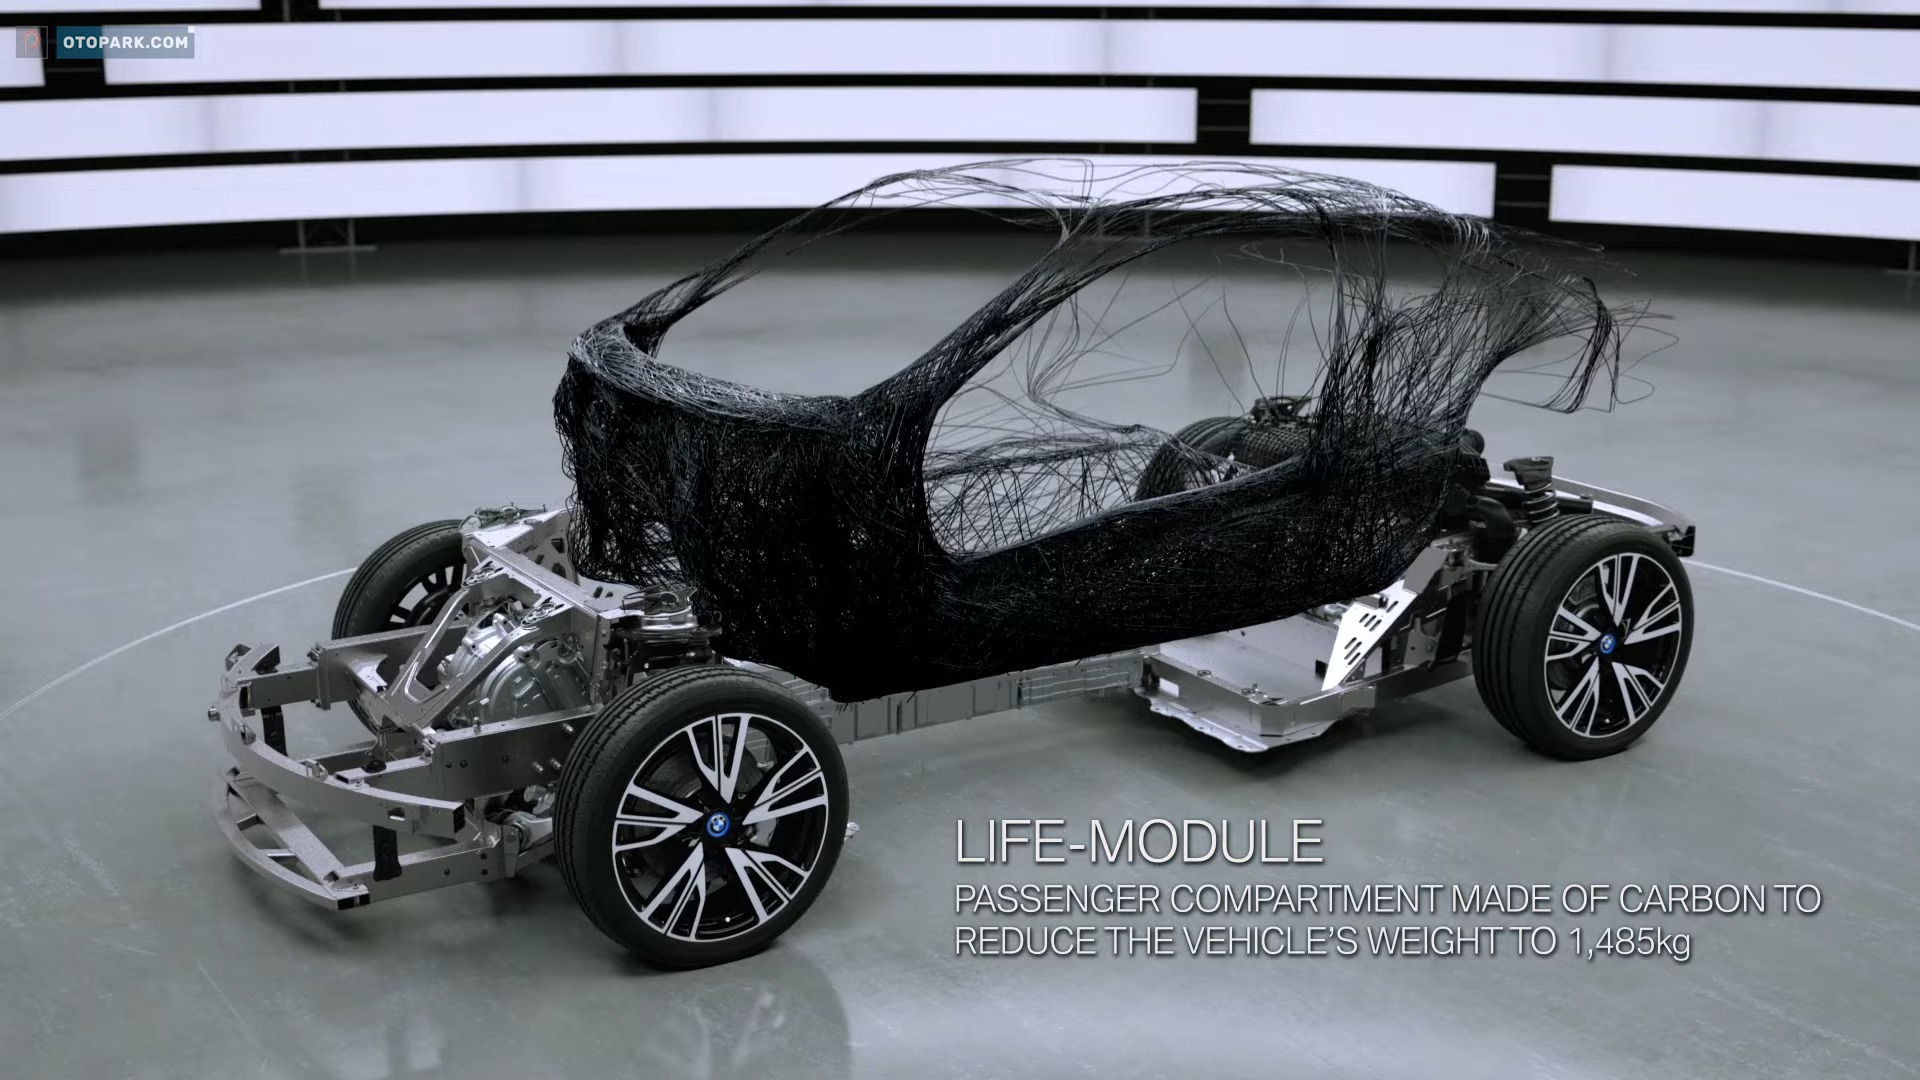 OTOPARK.COM
LIFE-MODULE
PASSENGER COMPARTMENT MADE OF CARBON TO
REDUCE THE VEHICLE'S WEIGHT TO 1,485kg